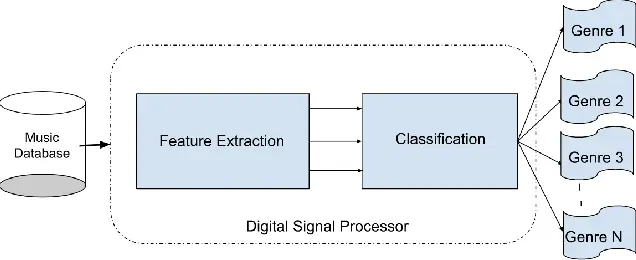 Music
Database
Feature Extraction
Classification
Digital Signal Processor
Genre 1
Genre 2
Genre 3
Genre N